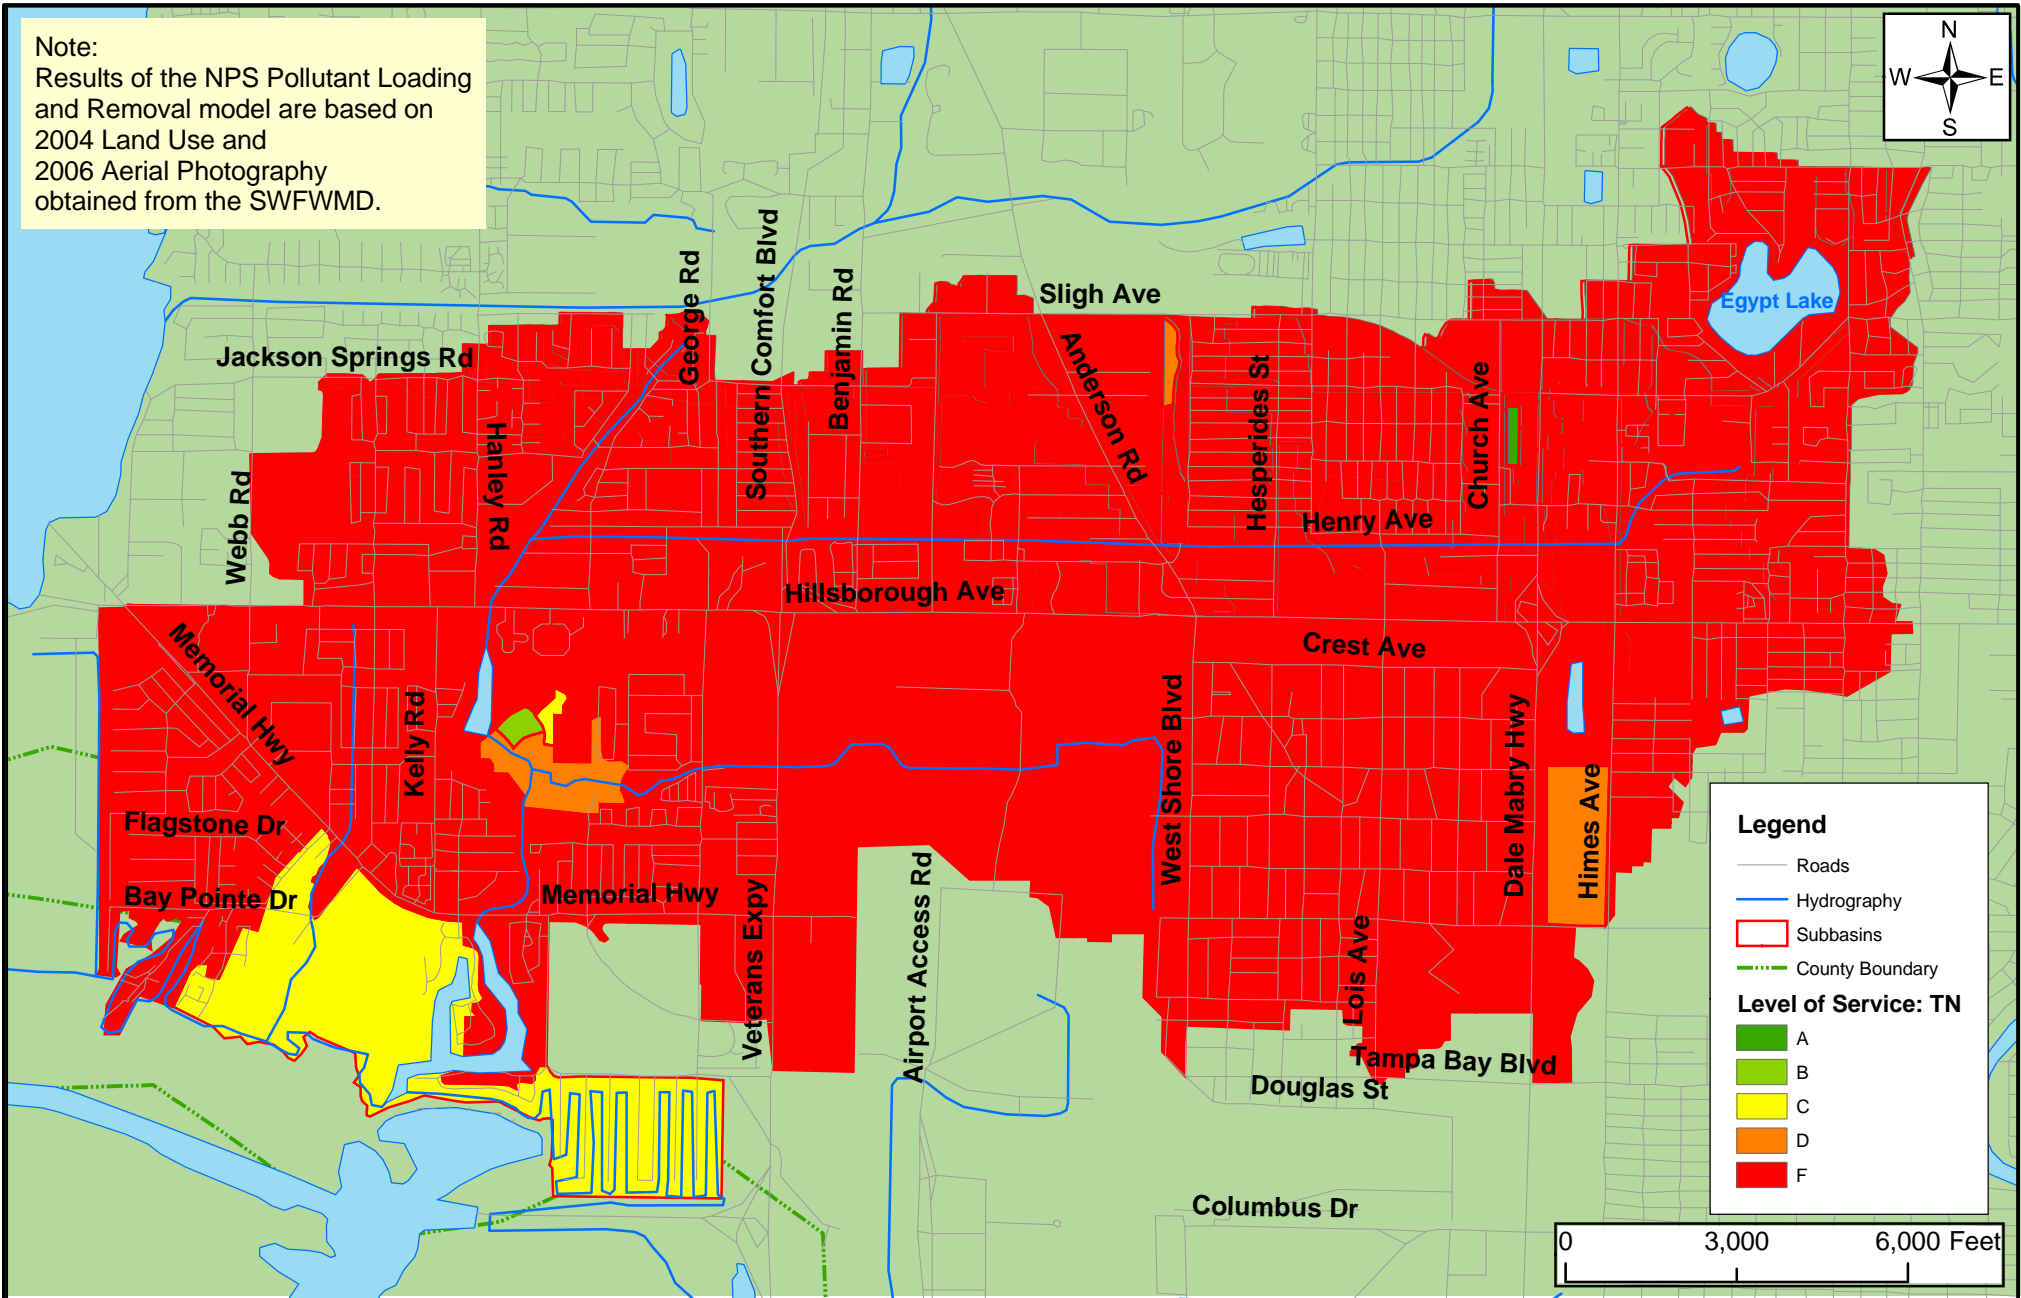 Note:
Results of the NPS Pollutant Loading
and Removal model are based on
2004 Land Use and
2006 Aerial Photography
obtained from the SWFWMD.
N
W E
S
Jackson Springs Rd
George Rd
Southern Comfort Blvd
Benjamin Rd
Sligh Ave
Anderson Rd
Egypt Lake
Webb Rd
Hanley Rd
Hesperides St
Church Ave
Henry Ave
Hillsborough Ave
Crest Ave
Memorial Hwy
Kelly Rd
West Shore Blvd
Dale Mabry Hwy
Himes Ave
Flagstone Dr
Bay Pointe Dr
Memorial Hwy
Veterans Expy
Airport Access Rd
Lois Ave
Tampa Bay Blvd
Douglas St
Columbus Dr
Legend
Roads
Hydrography
Subbasins
County Boundary
Level of Service: TN
A
B
C
D
F
0 3,000 6,000 Feet